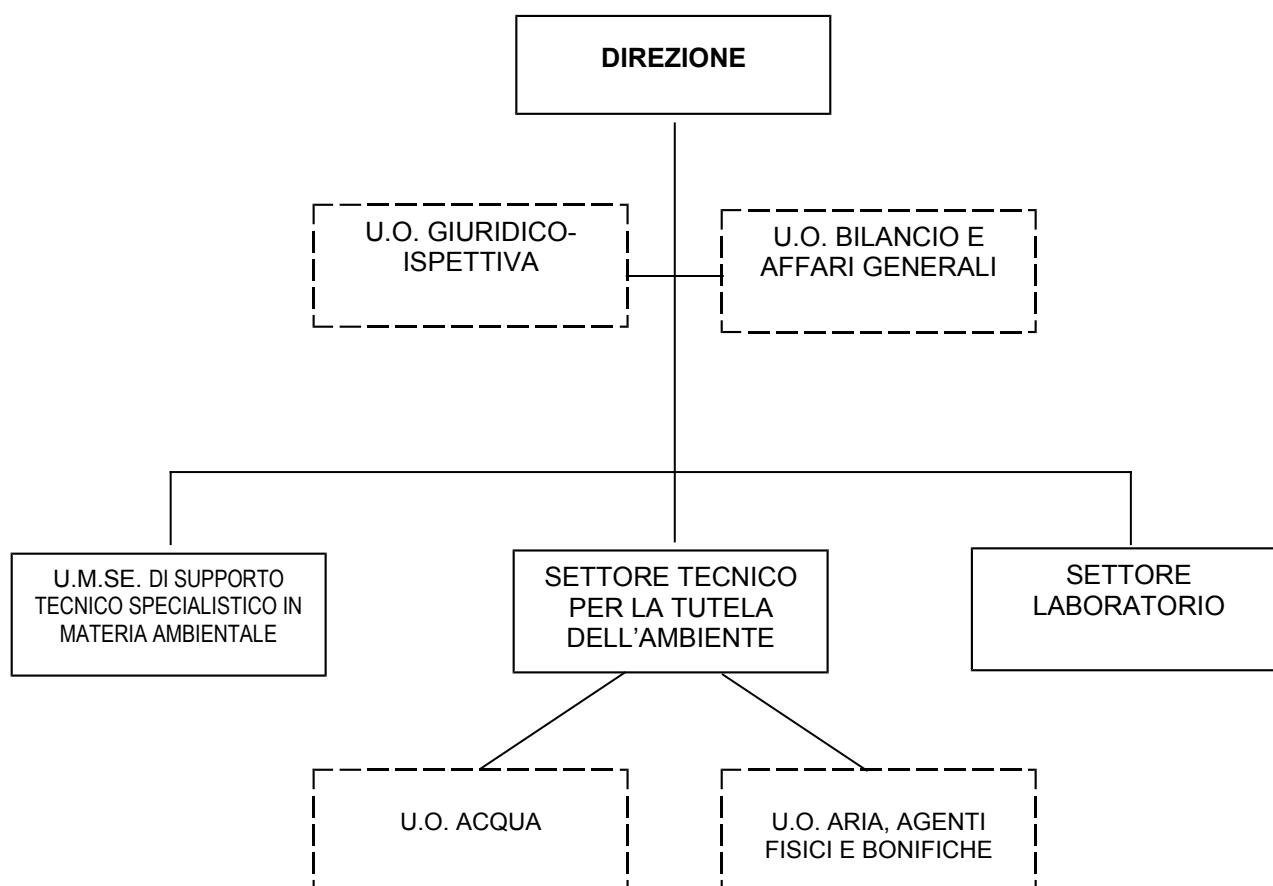 DIREZIONE
U.O. GIURIDICO-
ISPETTIVA
U.O. BILANCIO E
AFFARI GENERALI
U.M.SE. DI SUPPORTO
TECNICO SPECIALISTICO IN
MATERIA AMBIENTALE
SETTORE TECNICO
PER LA TUTELA
DELL’AMBIENTE
SETTORE
LABORATORIO
U.O. ACQUA
U.O. ARIA, AGENTI
FISICI E BONIFICHE